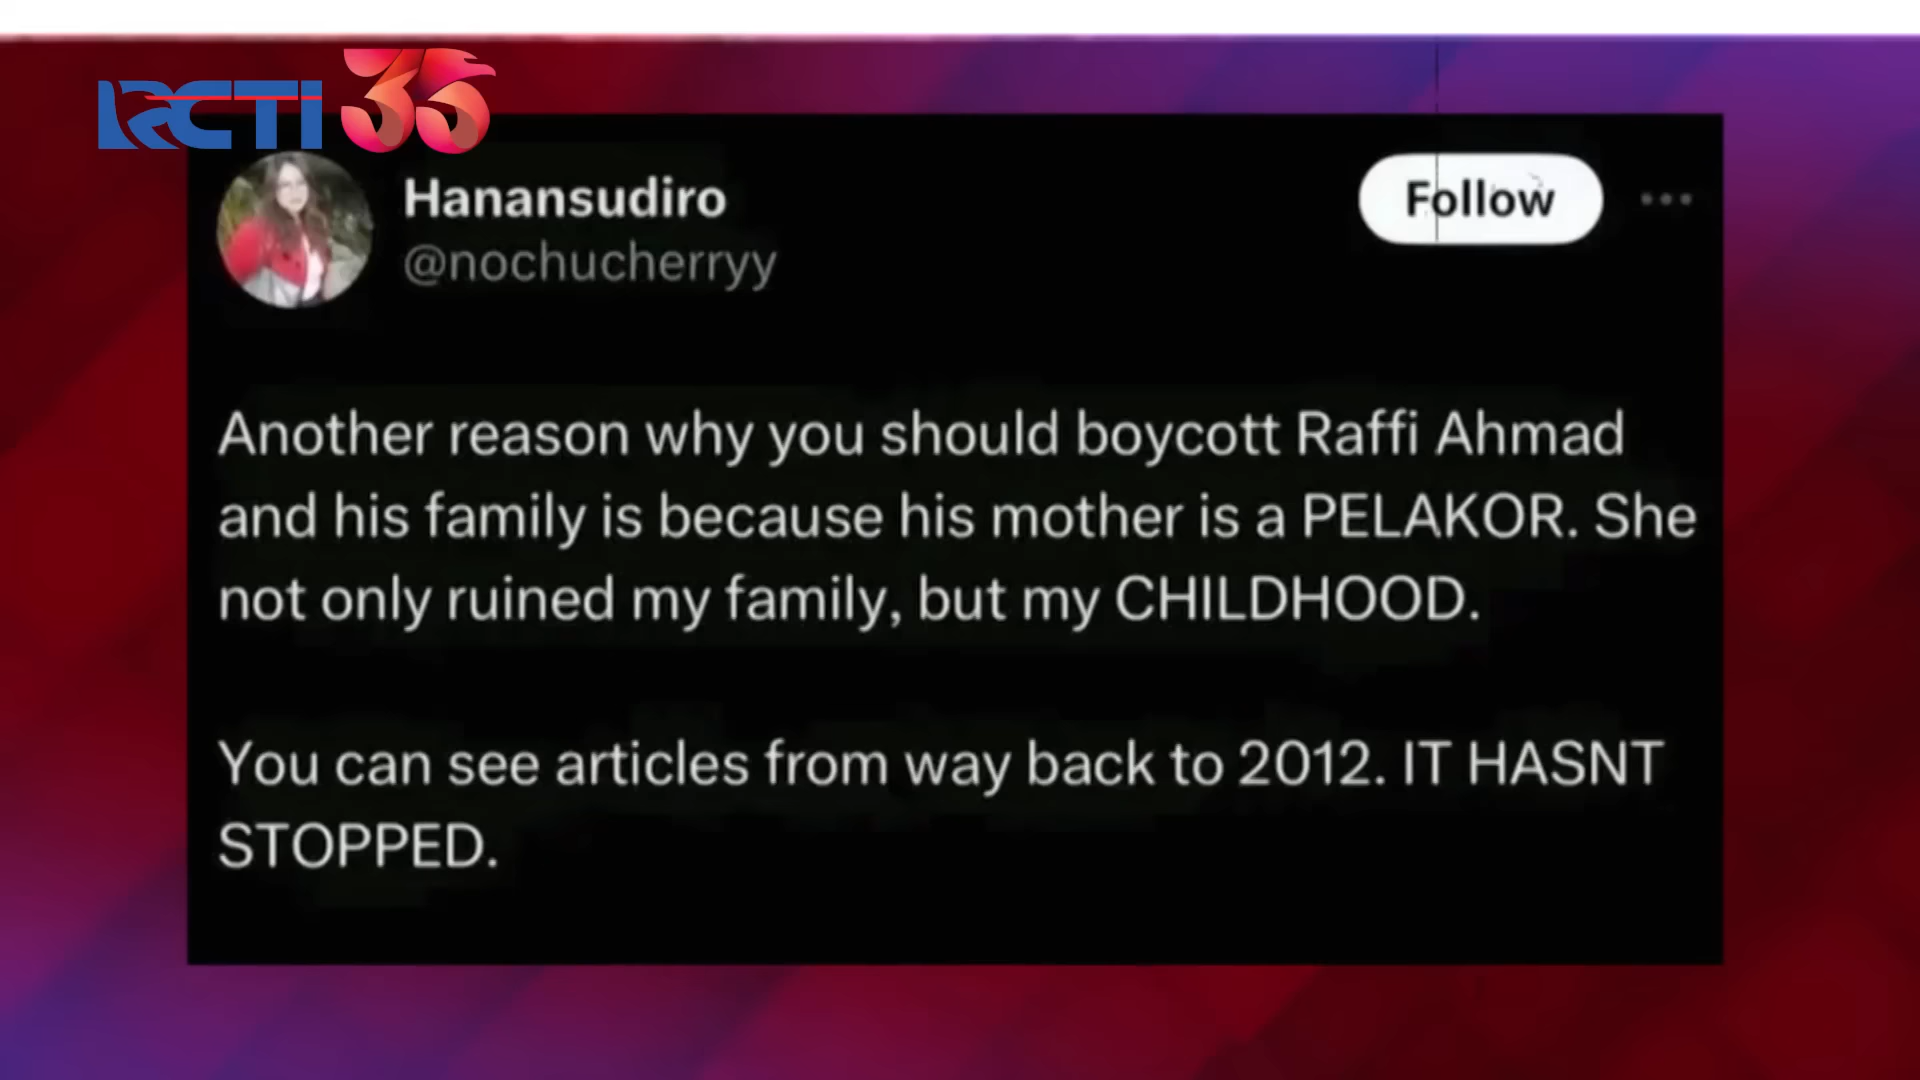 RCTI 35
Hanansudiro
Follow
@nochucherryy
Another reason why you should boycott Raffi Ahmad
and his family is because his mother is a PELAKOR. She
not only ruined my family, but my CHILDHOOD.
You can see articles from way back to 2012. IT HASNT
STOPPED.